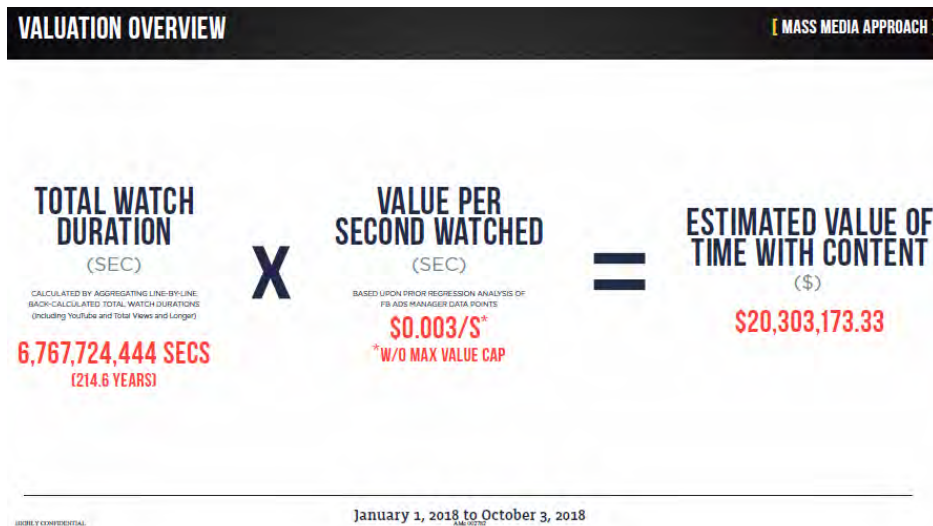 VALUATION OVERVIEW
[ MASS MEDIA APPROACH ]
TOTAL WATCH
DURATION
(SEC)
CALCULATED BY AGGREGATING LINE-BY-LINE
BACK-CALCULATED TOTAL WATCH DURATIONS
(Including YouTube and Total Views and Longer)
6,767,724,444 SECS
(214.6 YEARS)
X
VALUE PER
SECOND WATCHED
(SEC)
BASED UPON PRIOR REGRESSION ANALYSIS OF
FB ADS MANAGER DATA POINTS
$0.003/S*
*W/O MAX VALUE CAP
=
ESTIMATED VALUE OF
TIME WITH CONTENT
($)
$20,303,173.33
January 1, 2018 to October 3, 2018
HIGHLY CONFIDENTIAL